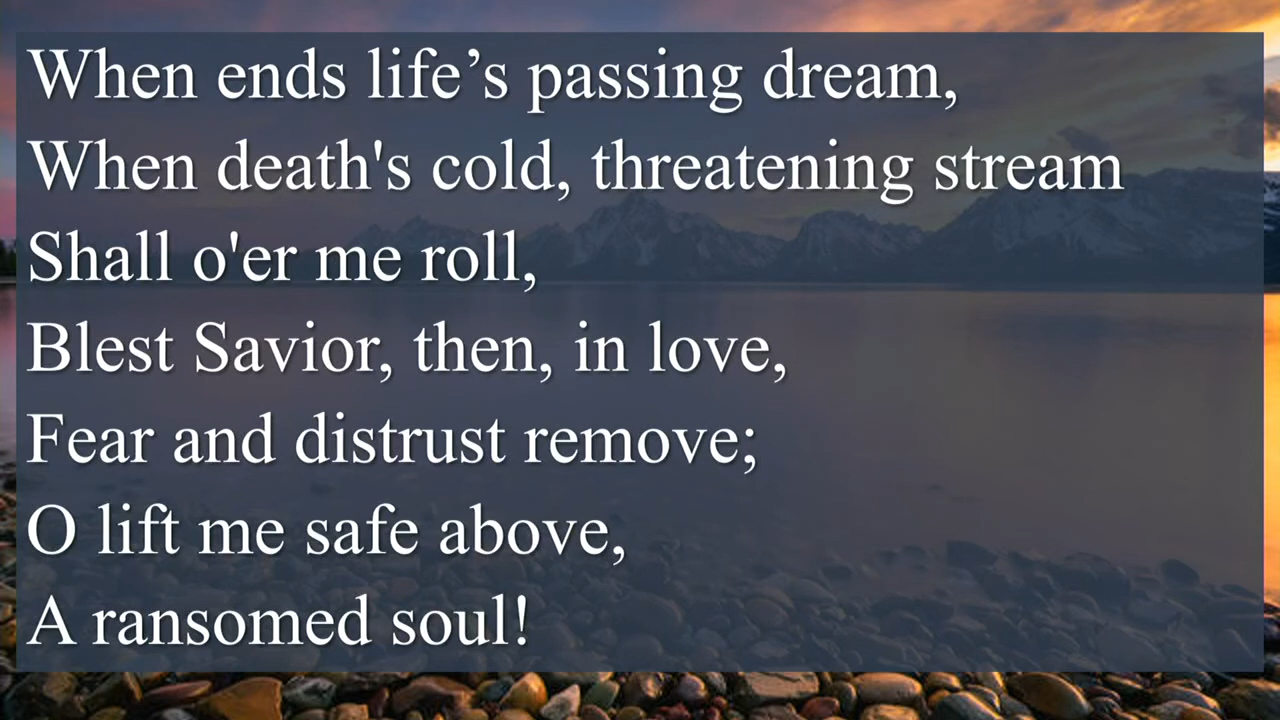 When ends life’s passing dream,
When death's cold, threatening stream
Shall o'er me roll,
Blest Savior, then, in love,
Fear and distrust remove;
O lift me safe above,
A ransomed soul!